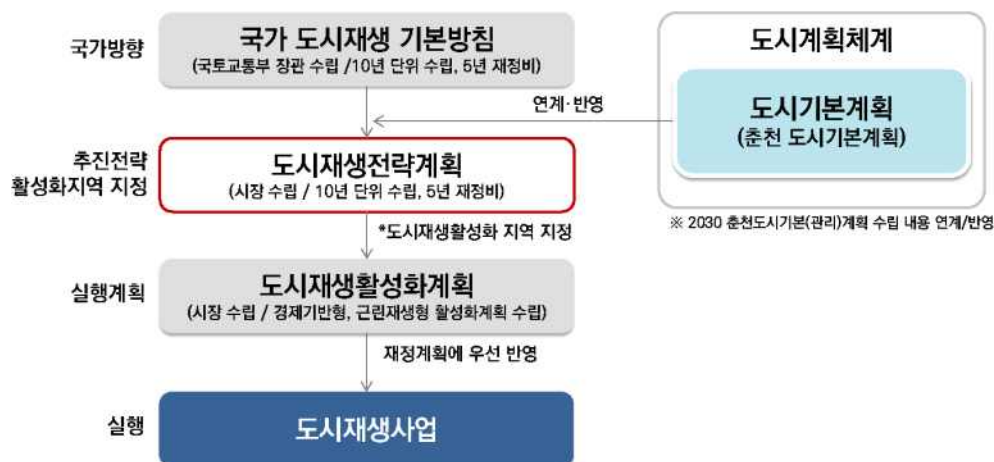 국가방향
국가 도시재생 기본방침
(국토교통부 장관 수립 /10년 단위 수립, 5년 재정비)
도시계획체계
도시기본계획
(춘천 도시기본계획)
연계·반영
추진전략
활성화지역 지정
도시재생전략계획
(시장 수립 / 10년 단위 수립, 5년 재정비)
※ 2030 춘천도시기본(관리)계획 수립 내용 연계/반영
*도시재생활성화 지역 지정
실행계획
도시재생활성화계획
(시장 수립 / 경제기반형, 근린재생형 활성화계획 수립)
재정계획에 우선 반영
실행
도시재생사업